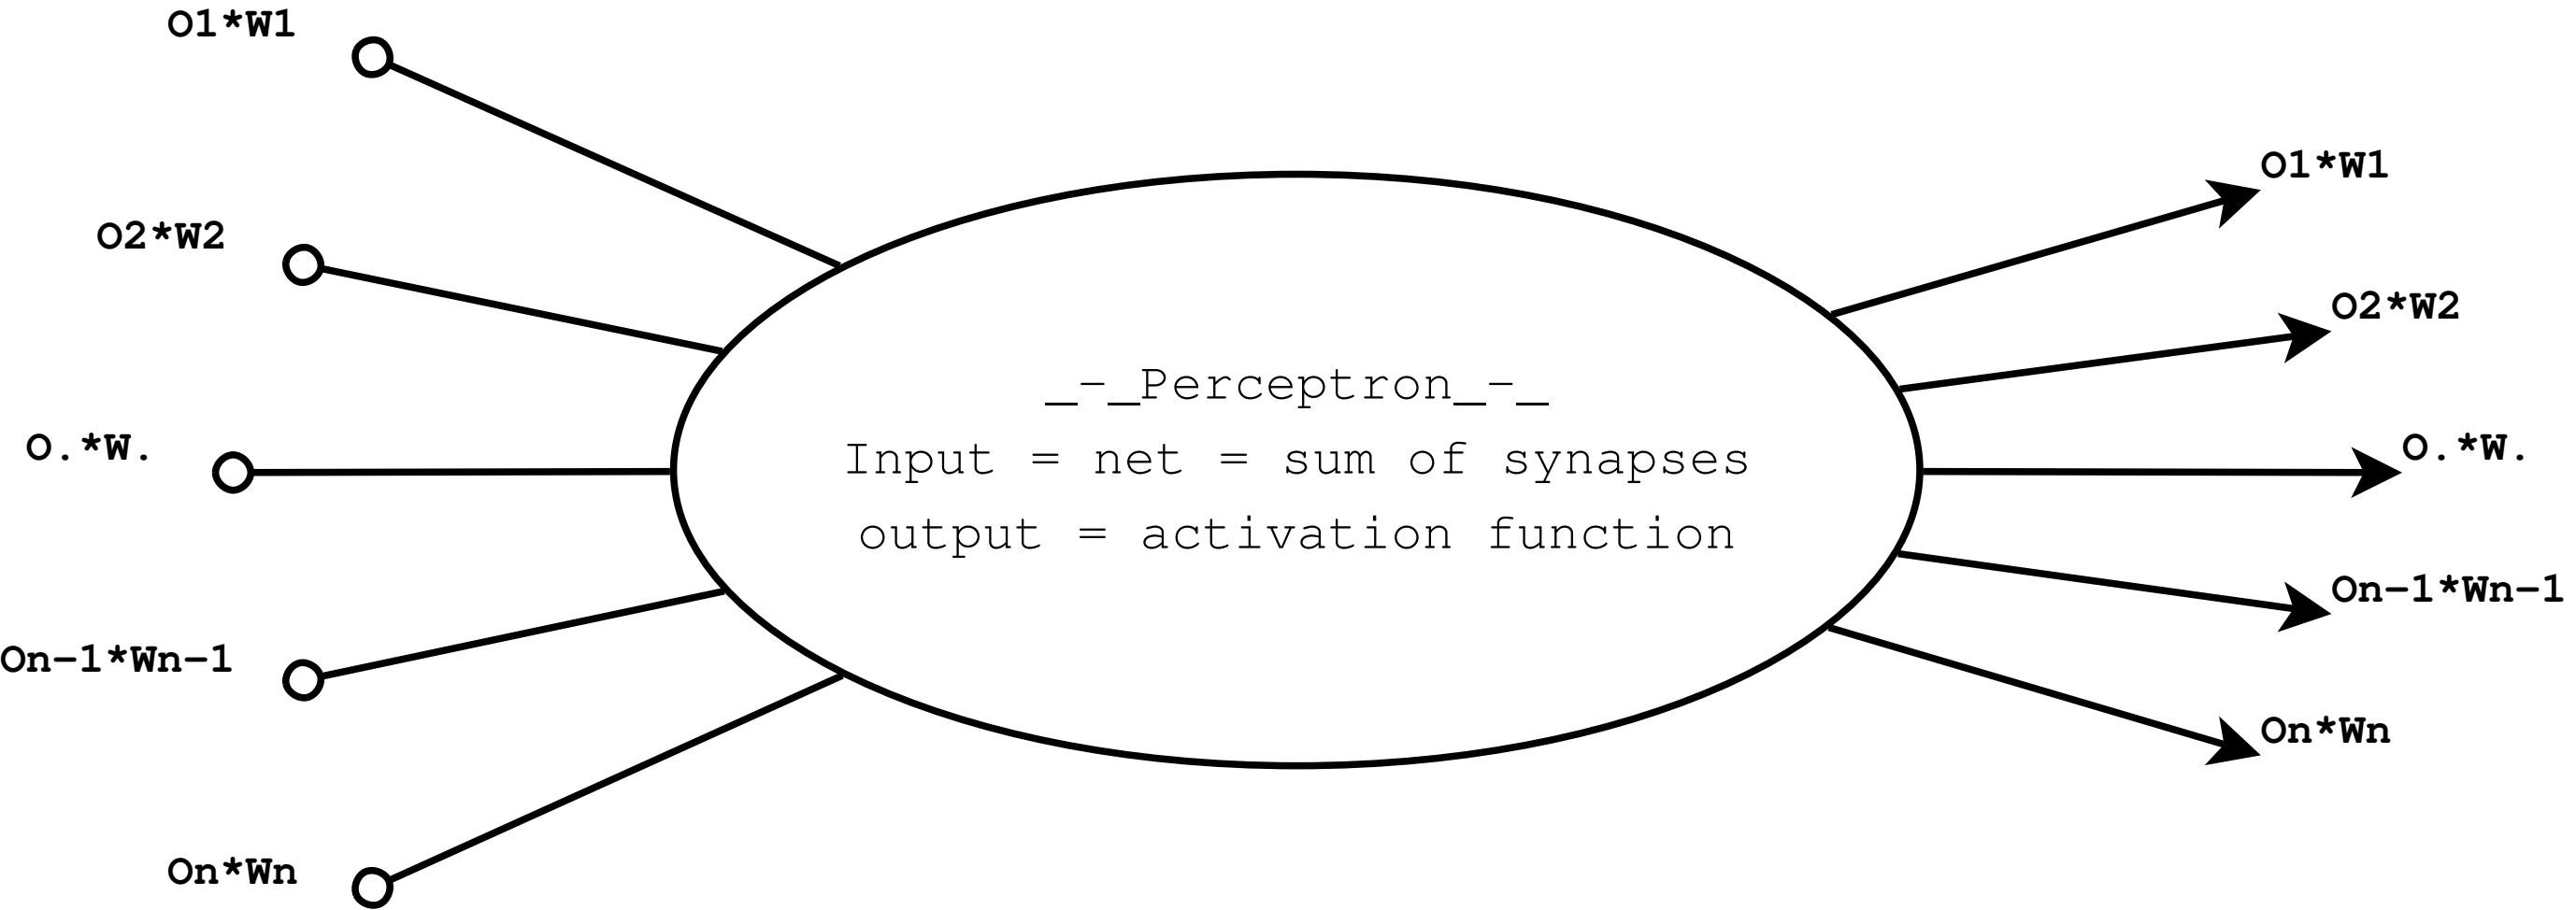 O1*W1
O2*W2
O.*W.
On-1*Wn-1
On*Wn
_-_Perceptron_-_
Input = net = sum of synapses
output = activation function
O1*W1
O2*W2
O.*W.
On-1*Wn-1
On*Wn